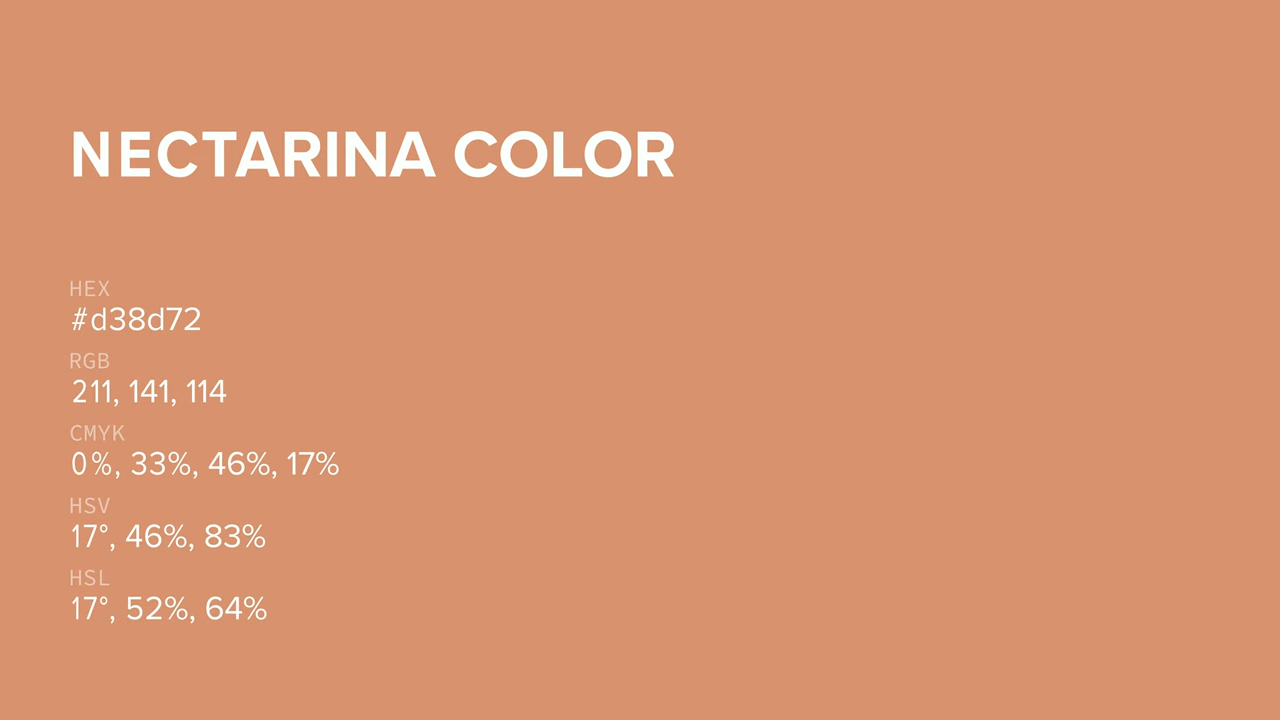 NECTARINA COLOR
HEX
#d38d72
RGB
211, 141, 114
CMYK
0%, 33%, 46%, 17%
HSV
17°, 46%, 83%
HSL
17°, 52%, 64%